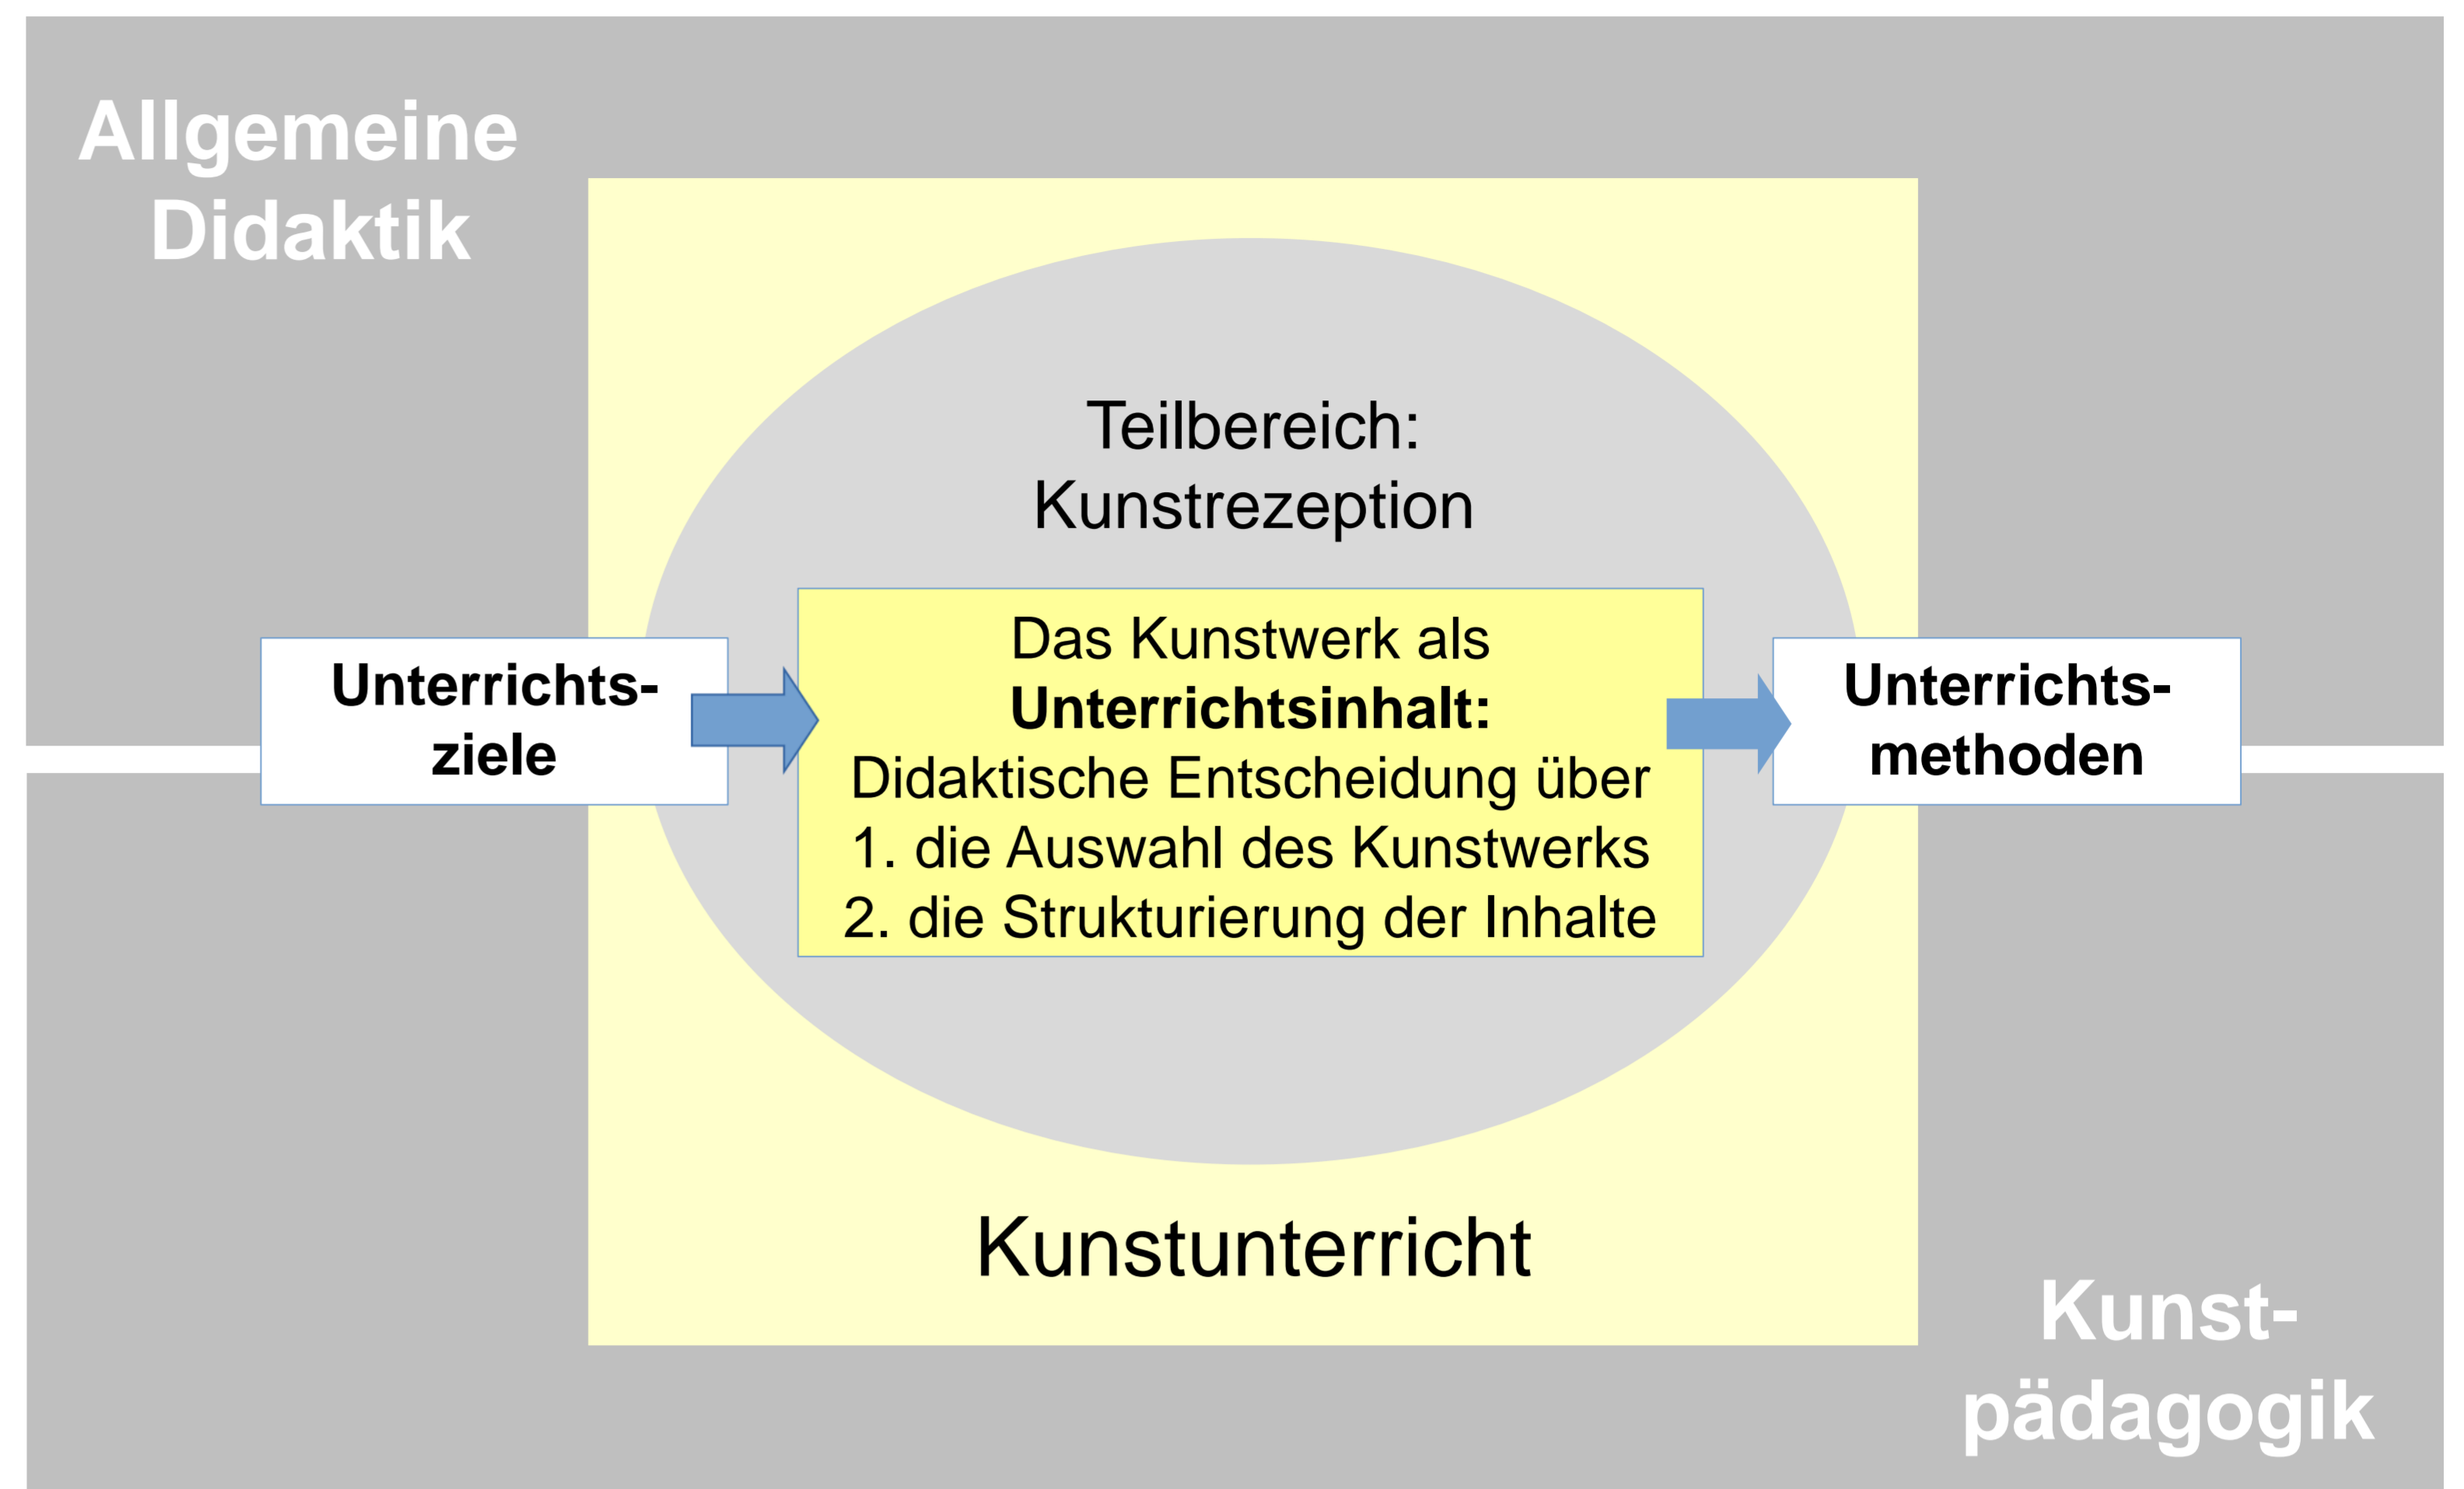 Allgemeine
Didaktik
Teilbereich:
Kunstrezeption
Unterrichts-
ziele
Das Kunstwerk als
Unterrichtsinhalt:
Didaktische Entscheidung über
1. die Auswahl des Kunstwerks
2. die Strukturierung der Inhalte
Unterrichts-
methoden
Kunstunterricht
Kunst-
pädagogik